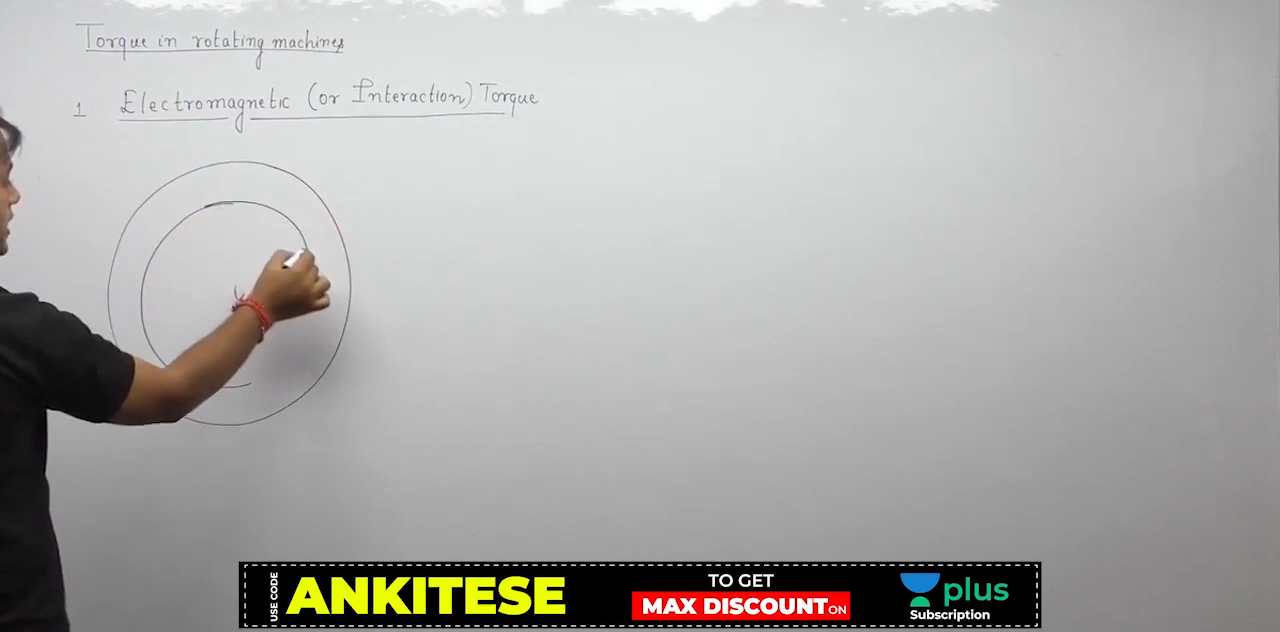 Torque in rotating machines
1. Electromagnetic (or Interaction) Torque
USE CODE
ANKITESE
TO GET
MAX DISCOUNT ON
plus
Subscription